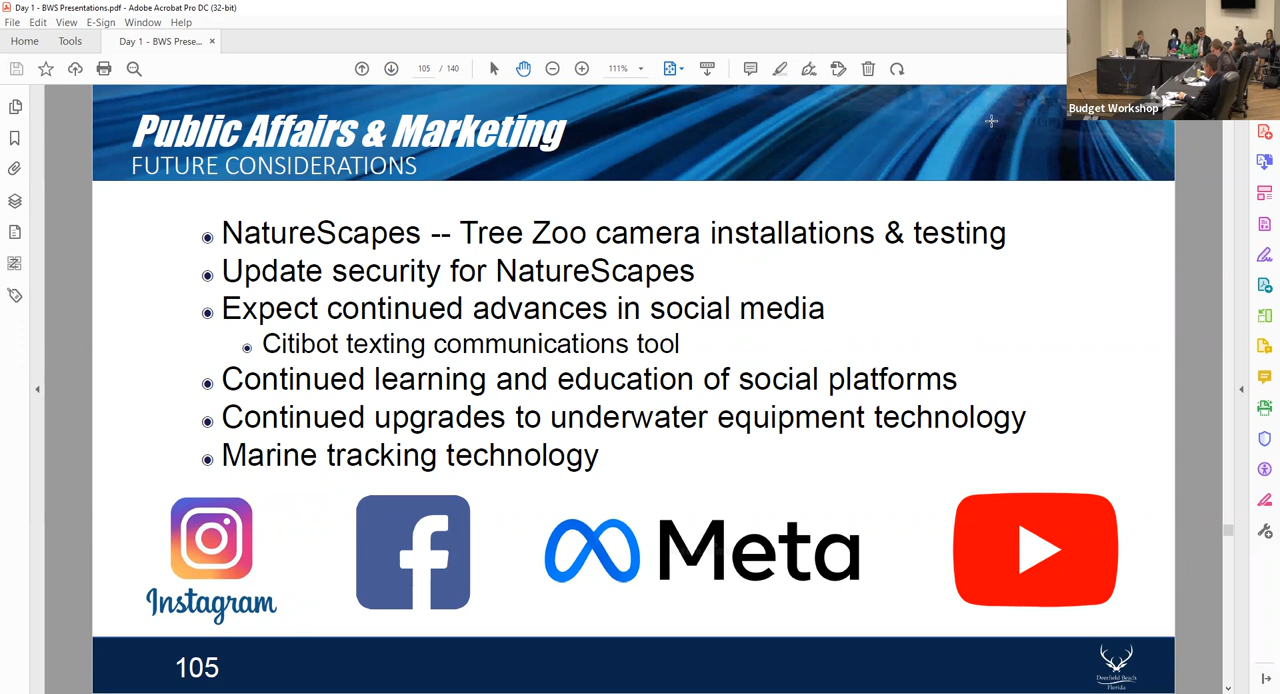 Day 1 - BWS Presentations.pdf - Adobe Acrobat Pro DC (32-bit)
File Edit View E-Sign Window Help
Home Tools Day 1 - BWS Prese... ×
105 / 140 111%
Budget Workshop
Public Affairs & Marketing
FUTURE CONSIDERATIONS
NatureScapes -- Tree Zoo camera installations & testing
Update security for NatureScapes
Expect continued advances in social media
Citibot texting communications tool
Continued learning and education of social platforms
Continued upgrades to underwater equipment technology
Marine tracking technology
Instagram
f
Meta
105
Deerfield Beach
Florida